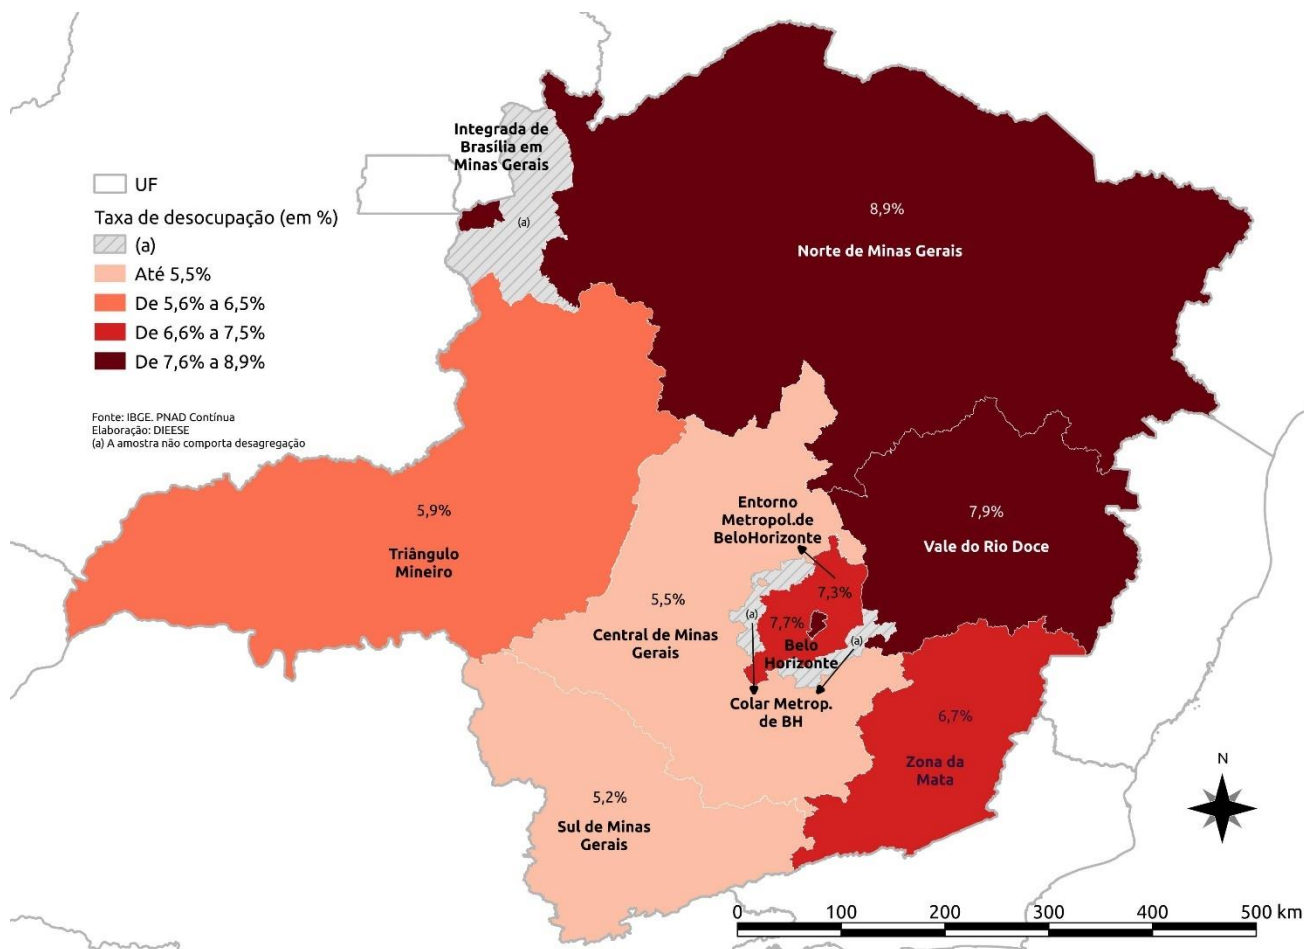 Integrada de
Brasília em
Minas Gerais
(a)
UF
Taxa de desocupação (em %)
(a)
Até 5,5%
De 5,6% a 6,5%
De 6,6% a 7,5%
De 7,6% a 8,9%
Fonte: IBGE. PNAD Contínua
Elaboração: DIEESE
(a) A amostra não comporta desagregação
8,9%
Norte de Minas Gerais
5,9%
Triângulo
Mineiro
Entorno
Metropol.de
BeloHorizonte
7,9%
Vale do Rio Doce
5,5%
Central de Minas
Gerais
7,3%
(a)
7,7%
Belo
Horizonte
(a)
Colar Metrop.
de BH
6,7%
Zona da
Mata
5,2%
Sul de Minas
Gerais
N
0 100 200 300 400 500 km